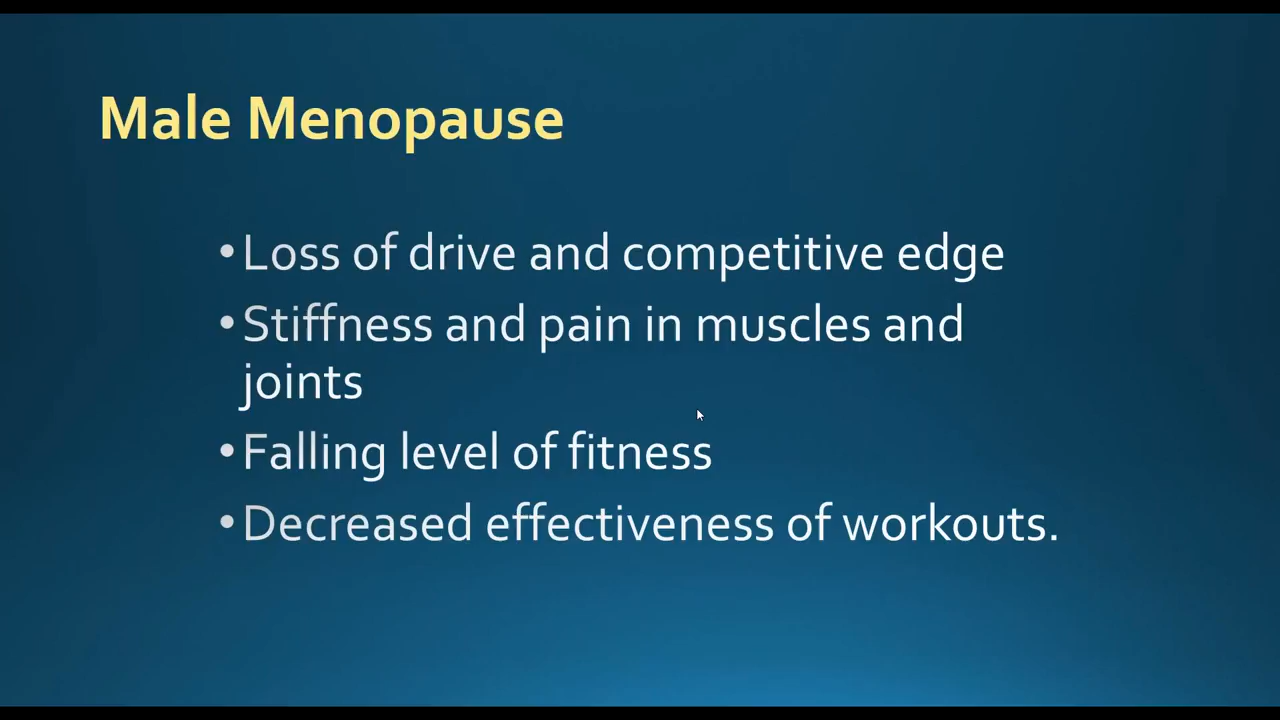 Male Menopause
•Loss of drive and competitive edge
•Stiffness and pain in muscles and
joints
•Falling level of fitness
•Decreased effectiveness of workouts.